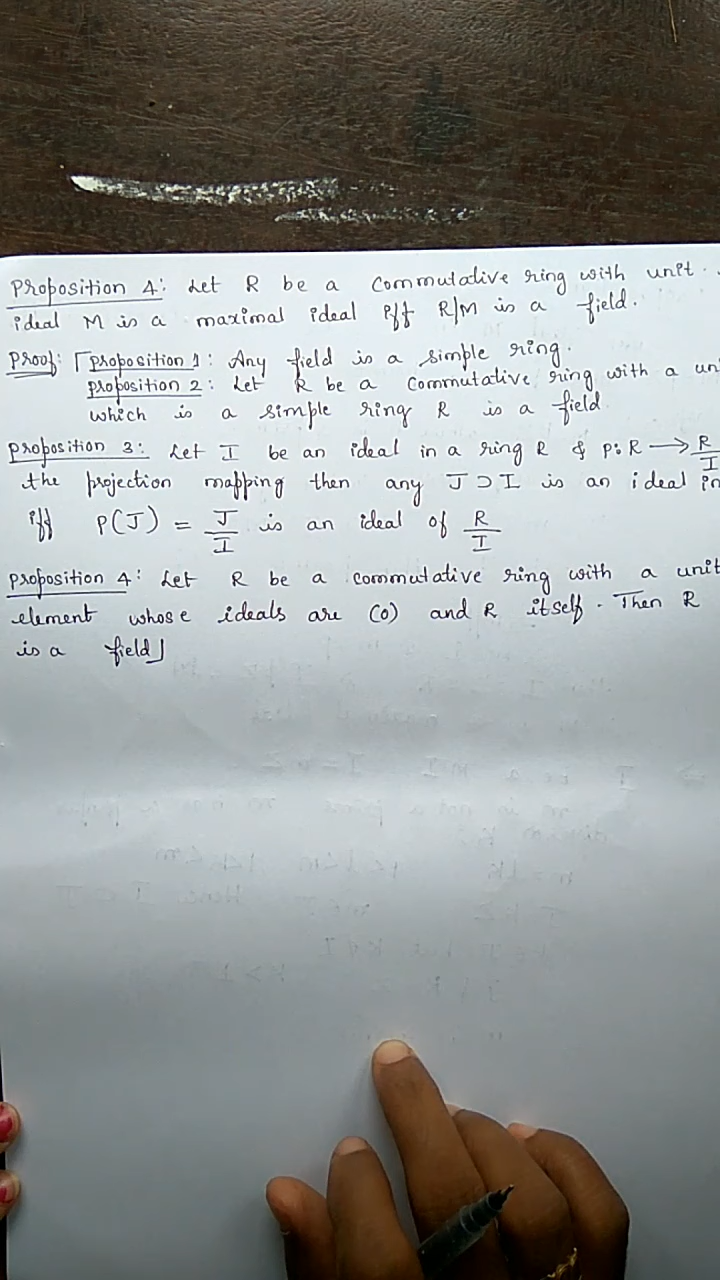 Proposition 4: Let R be a commutative ring with unit.
ideal M is a maximal ideal iff R/M is a field.
Proof: ⌈Proposition 1: Any field is a simple ring.
Proposition 2: Let R be a commutative ring with a uni
which is a simple ring R is a field
Proposition 3: Let I be an ideal in a ring R & p: R ⟶ R/I
the projection mapping then any J ⊃ I is an ideal in
iff P(J) = J/I is an ideal of R/I
Proposition 4: Let R be a commutative ring with a unit
element whose ideals are (0) and R itself. Then R
is a field⌋